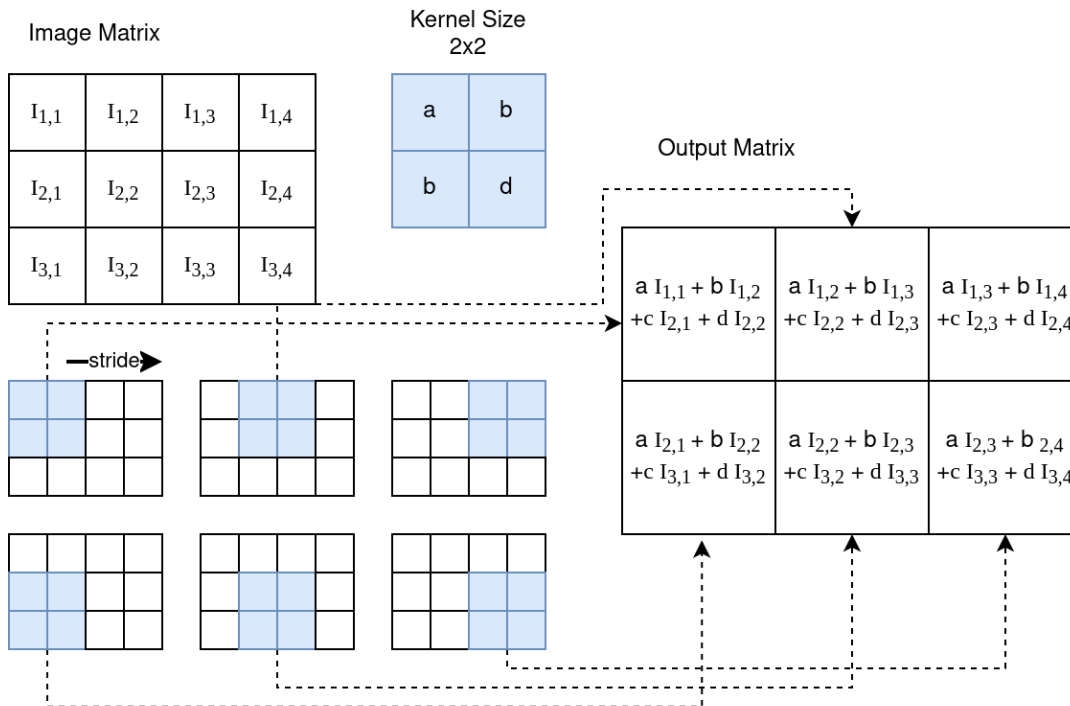 Image Matrix
Kernel Size
2x2
I1,1 I1,2 I1,3 I1,4
I2,1 I2,2 I2,3 I2,4
I3,1 I3,2 I3,3 I3,4
a b
b d
Output Matrix
a I1,1 + b I1,2
+c I2,1 + d I2,2
a I1,2 + b I1,3
+c I2,2 + d I2,3
a I1,3 + b I1,4
+c I2,3 + d I2,4
a I2,1 + b I2,2
+c I3,1 + d I3,2
a I2,2 + b I2,3
+c I3,2 + d I3,3
a I2,3 + b 2,4
+c I3,3 + d I3,4
stride